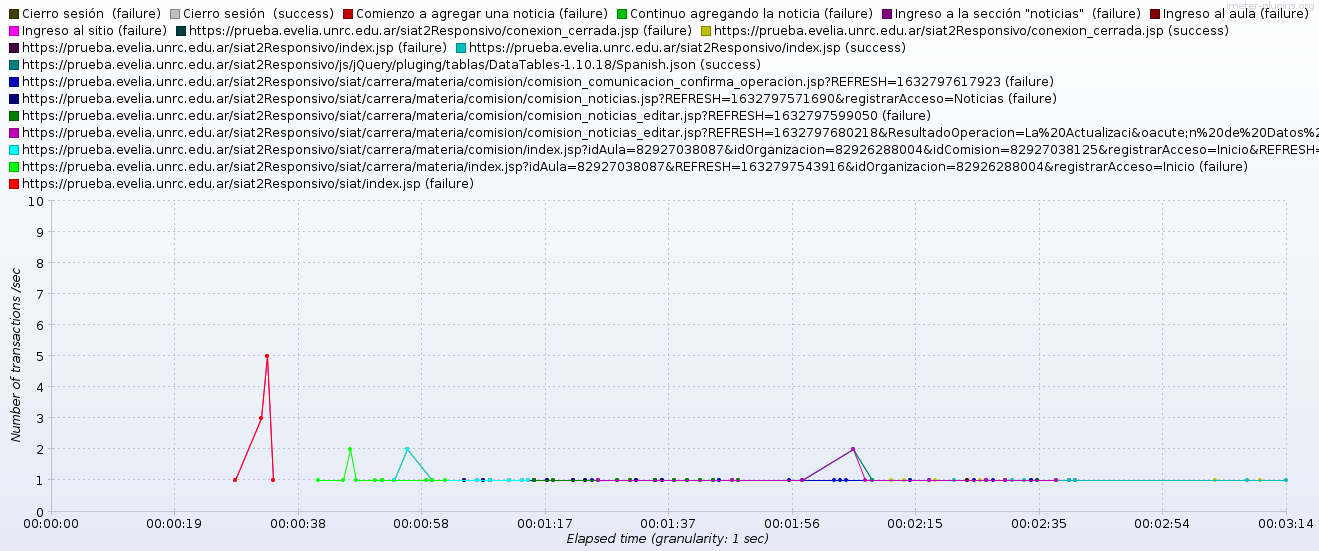 jmeter-plugins.org
Cierro sesión (failure) Cierro sesión (success) Comienzo a agregar una noticia (failure) Continuo agregando la noticia (failure) Ingreso a la sección "noticias" (failure) Ingreso al aula (failure)
Ingreso al sitio (failure) https://prueba.evelia.unrc.edu.ar/siat2Responsivo/conexion_cerrada.jsp (failure) https://prueba.evelia.unrc.edu.ar/siat2Responsivo/conexion_cerrada.jsp (success)
https://prueba.evelia.unrc.edu.ar/siat2Responsivo/index.jsp (failure) https://prueba.evelia.unrc.edu.ar/siat2Responsivo/index.jsp (success)
https://prueba.evelia.unrc.edu.ar/siat2Responsivo/js/jQuery/pluging/tablas/DataTables-1.10.18/Spanish.json (success)
https://prueba.evelia.unrc.edu.ar/siat2Responsivo/siat/carrera/materia/comision/comision_comunicacion_confirma_operacion.jsp?REFRESH=1632797617923 (failure)
https://prueba.evelia.unrc.edu.ar/siat2Responsivo/siat/carrera/materia/comision/comision_noticias.jsp?REFRESH=1632797571690&registrarAcceso=Noticias (failure)
https://prueba.evelia.unrc.edu.ar/siat2Responsivo/siat/carrera/materia/comision/comision_noticias_editar.jsp?REFRESH=1632797599050 (failure)
https://prueba.evelia.unrc.edu.ar/siat2Responsivo/siat/carrera/materia/comision/comision_noticias_editar.jsp?REFRESH=1632797680218&ResultadoOperacion=La%20Actualizaci&oacute;n%20de%20Datos%
https://prueba.evelia.unrc.edu.ar/siat2Responsivo/siat/carrera/materia/comision/index.jsp?idAula=82927038087&idOrganizacion=82926288004&idComision=82927038125&registrarAcceso=Inicio&REFRESH=
https://prueba.evelia.unrc.edu.ar/siat2Responsivo/siat/carrera/materia/index.jsp?idAula=82927038087&REFRESH=1632797543916&idOrganizacion=82926288004&registrarAcceso=Inicio (failure)
https://prueba.evelia.unrc.edu.ar/siat2Responsivo/siat/index.jsp (failure)
10
9
8
7
6
5
4
3
2
1
0
Number of transactions /sec
00:00:00 00:00:19 00:00:38 00:00:58 00:01:17 00:01:37 00:01:56 00:02:15 00:02:35 00:02:54 00:03:14
Elapsed time (granularity: 1 sec)